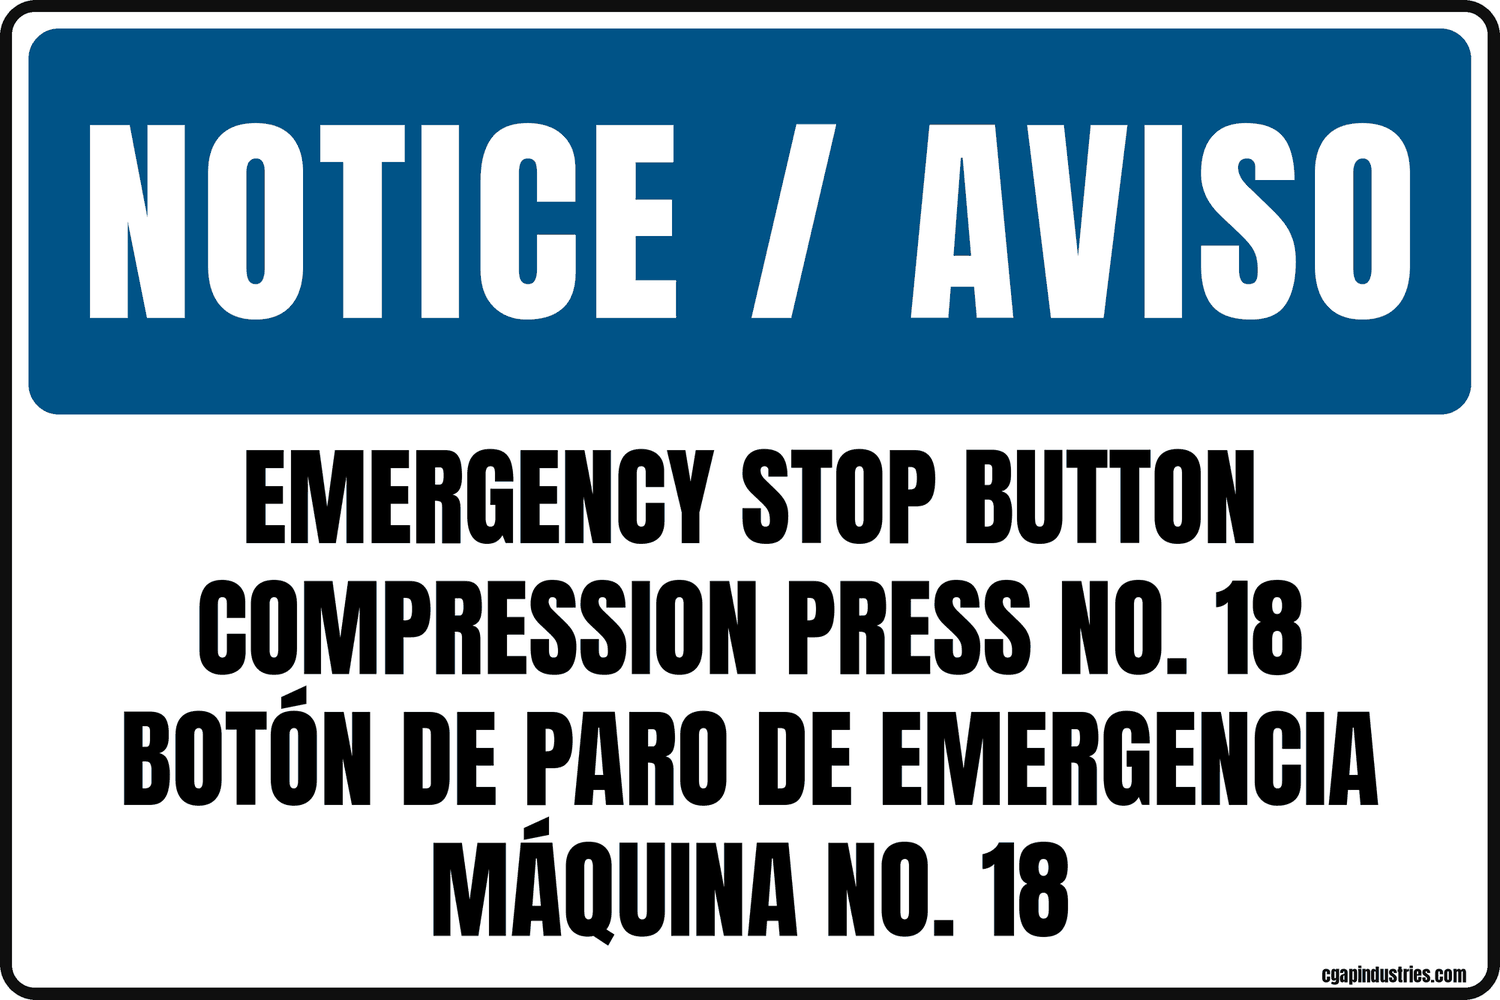 NOTICE / AVISO
EMERGENCY STOP BUTTON
COMPRESSION PRESS NO. 18
BOTÓN DE PARO DE EMERGENCIA
MÁQUINA NO. 18
cgapindustries.com